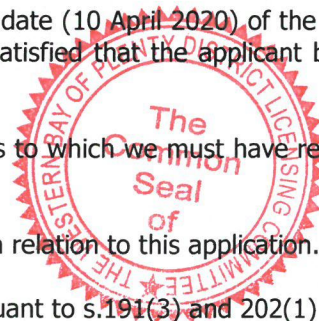 date (10 April 2020) of the
atisfied that the applicant b
s to which we must have re
n relation to this application.
uant to s.191(3) and 202(1)
THE WESTERN BAY OF PLENTY DISTRICT LICENSING COMMITTEE
The
Common
Seal
of